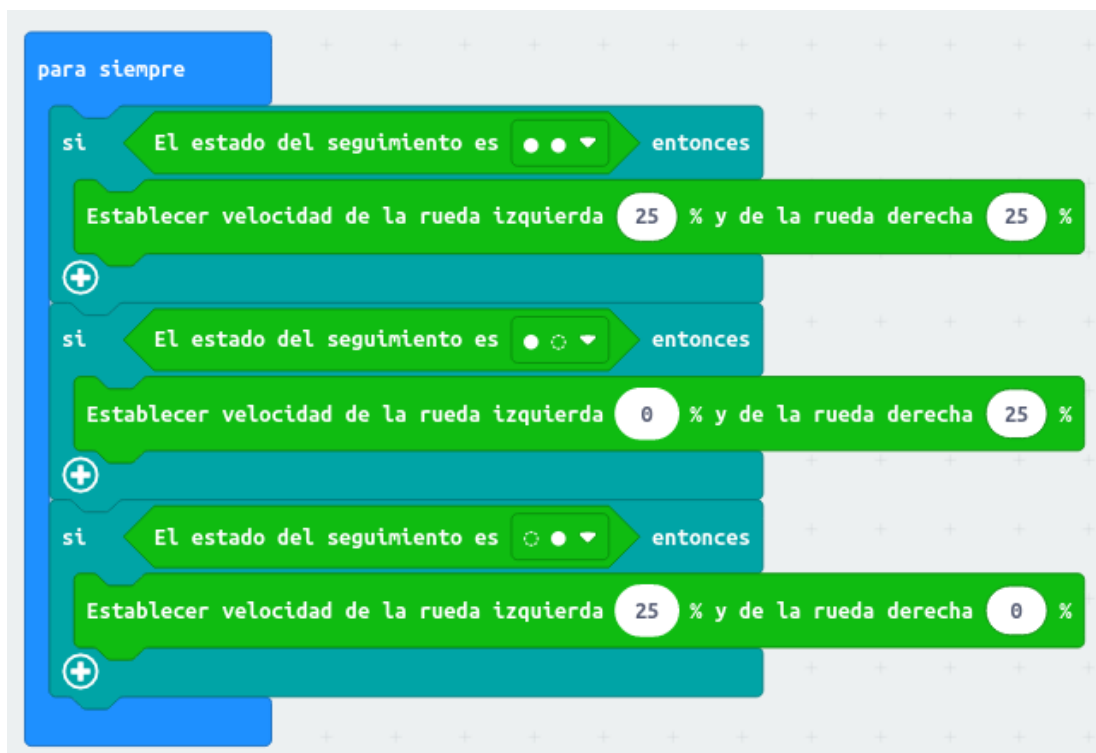 para siempre
si El estado del seguimiento es entonces
Establecer velocidad de la rueda izquierda 25 % y de la rueda derecha 25 %
si El estado del seguimiento es entonces
Establecer velocidad de la rueda izquierda 0 % y de la rueda derecha 25 %
si El estado del seguimiento es entonces
Establecer velocidad de la rueda izquierda 25 % y de la rueda derecha 0 %